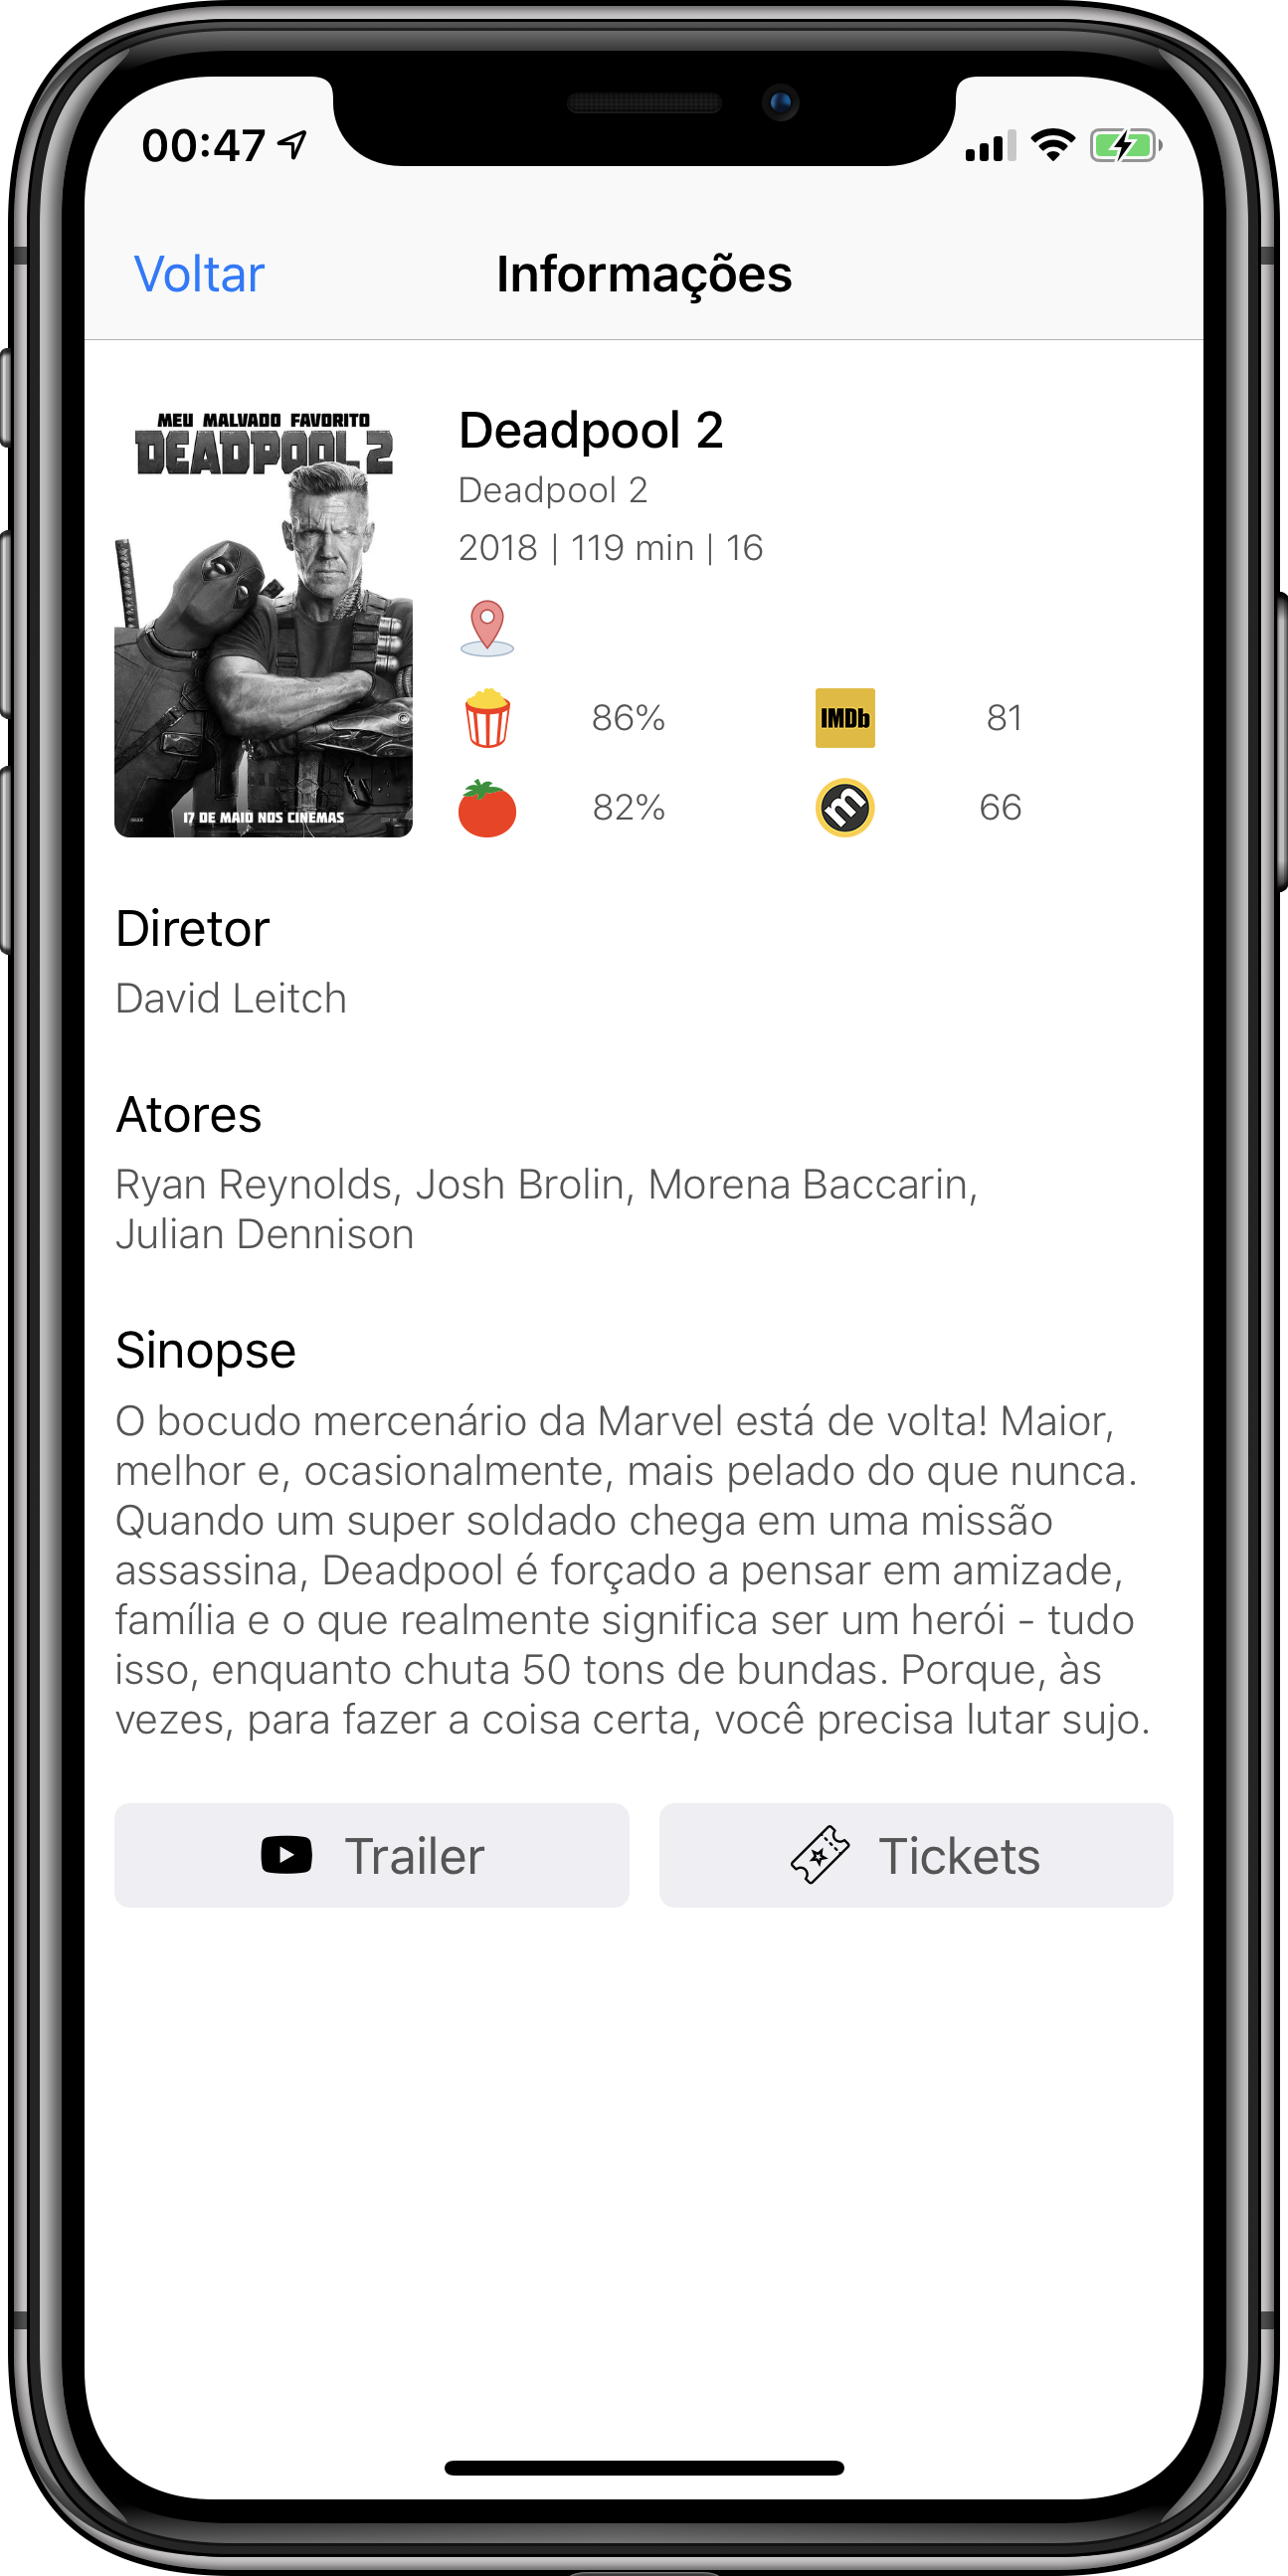 00:47
Voltar
Informações
MEU MALVADO FAVORITO
DEADPOOL 2
17 DE MAIO NOS CINEMAS
Deadpool 2
Deadpool 2
2018 | 119 min | 16
86%
IMDb
81
82%
m
66
Diretor
David Leitch
Atores
Ryan Reynolds, Josh Brolin, Morena Baccarin,
Julian Dennison
Sinopse
O bocudo mercenário da Marvel está de volta! Maior,
melhor e, ocasionalmente, mais pelado do que nunca.
Quando um super soldado chega em uma missão
assassina, Deadpool é forçado a pensar em amizade,
família e o que realmente significa ser um herói - tudo
isso, enquanto chuta 50 tons de bundas. Porque, às
vezes, para fazer a coisa certa, você precisa lutar sujo.
Trailer
Tickets